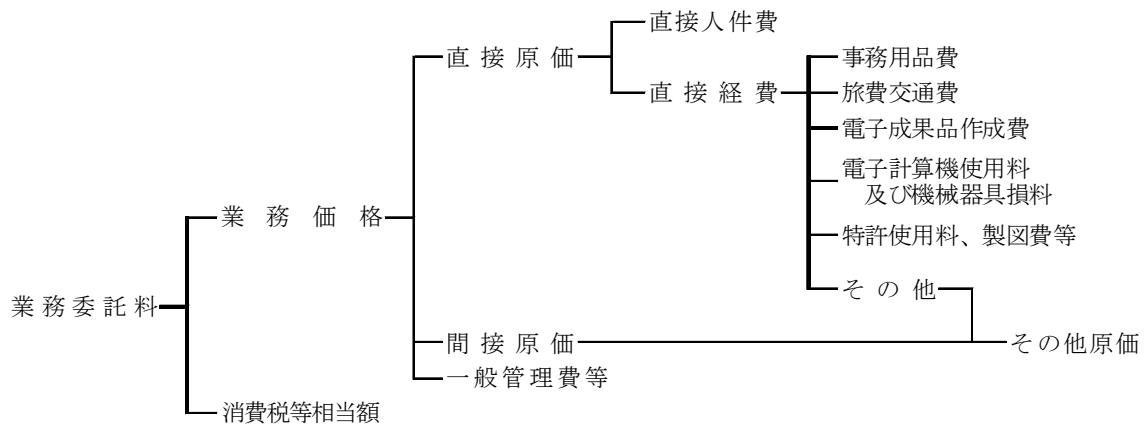 直接人件費
直接原価
事務用品費
直接経費
旅費交通費
電子成果品作成費
電子計算機使用料
及び機械器具損料
業務価格
特許使用料、製図費等
その他
業務委託料
間接原価
その他原価
一般管理費等
消費税等相当額